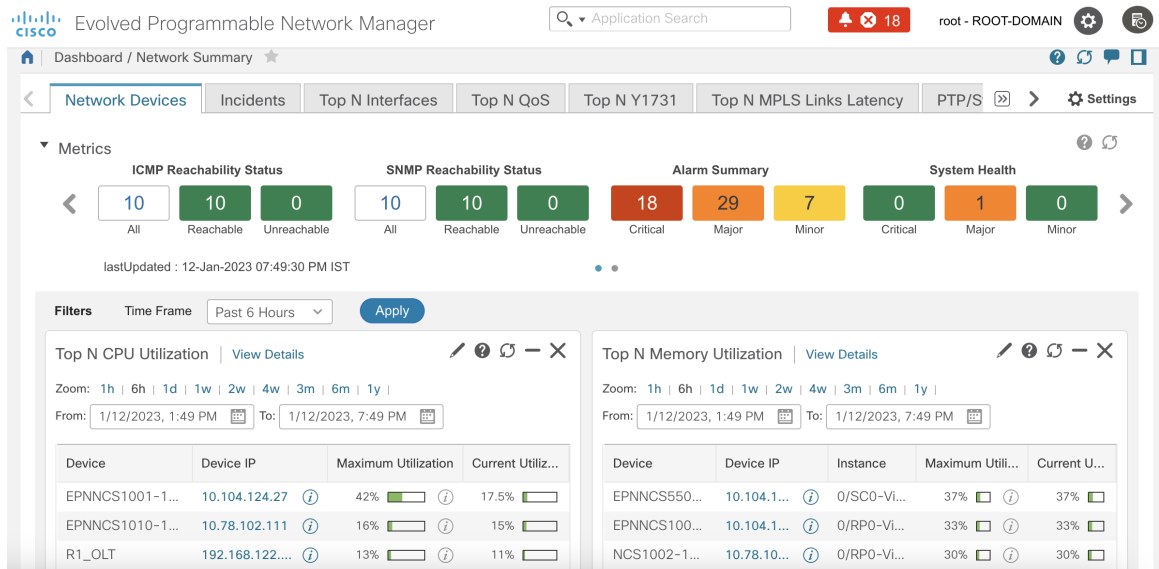 CISCO Evolved Programmable Network Manager Application Search 18 root - ROOT-DOMAIN
Dashboard / Network Summary
Network Devices Incidents Top N Interfaces Top N QoS Top N Y1731 Top N MPLS Links Latency PTP/S Settings
Metrics
ICMP Reachability Status SNMP Reachability Status Alarm Summary System Health
10 10 0 10 10 0 18 29 7 0 1 0
All Reachable Unreachable All Reachable Unreachable Critical Major Minor Critical Major Minor
lastUpdated : 12-Jan-2023 07:49:30 PM IST
Filters Time Frame Past 6 Hours Apply
Top N CPU Utilization | View Details
Zoom: 1h | 6h | 1d | 1w | 2w | 4w | 3m | 6m | 1y |
From: 1/12/2023, 1:49 PM To: 1/12/2023, 7:49 PM
Device Device IP Maximum Utilization Current Utiliz...
EPNNCS1001-1... 10.104.124.27 42% 17.5%
EPNNCS1010-1... 10.78.102.111 16% 15%
R1_OLT 192.168.122.... 13% 11%
Top N Memory Utilization | View Details
Zoom: 1h | 6h | 1d | 1w | 2w | 4w | 3m | 6m | 1y |
From: 1/12/2023, 1:49 PM To: 1/12/2023, 7:49 PM
Device Device IP Instance Maximum Utili... Current U...
EPNNCS550... 10.104.1... 0/SC0-Vi... 37% 37%
EPNNCS100... 10.104.1... 0/RP0-Vi... 33% 33%
NCS1002-1... 10.78.10... 0/RP0-Vi... 30% 30%